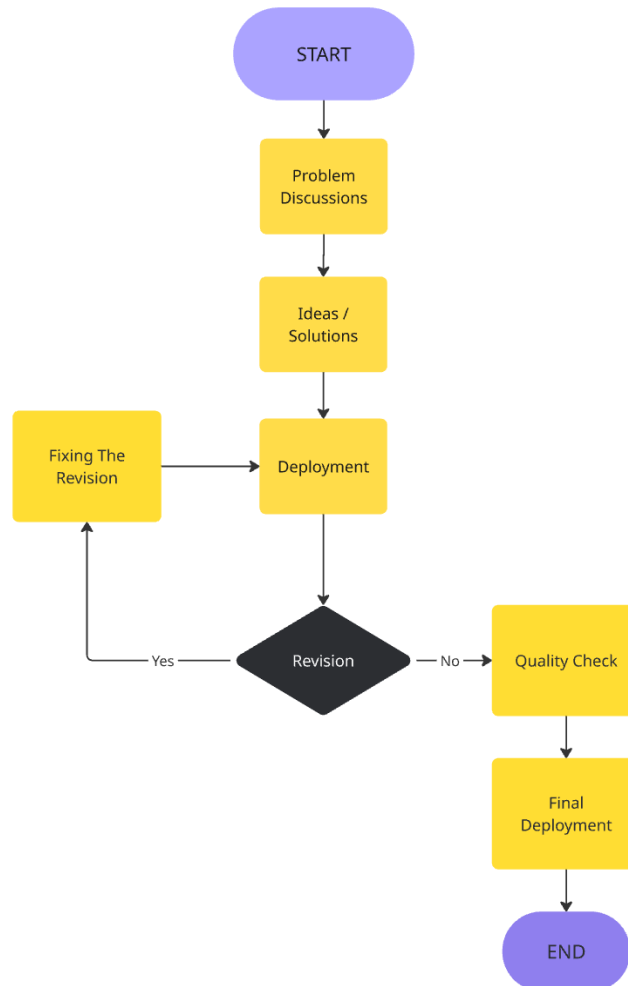 START
Problem
Discussions
Ideas /
Solutions
Fixing The
Revision
Deployment
Yes
Revision
No
Quality Check
Final
Deployment
END